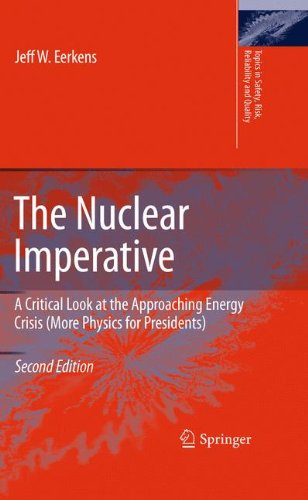 Jeff W. Eerkens
Topics in Safety, Risk,
Reliability and Quality
The Nuclear
Imperative
A Critical Look at the Approaching Energy
Crisis (More Physics for Presidents)
Second Edition
Springer